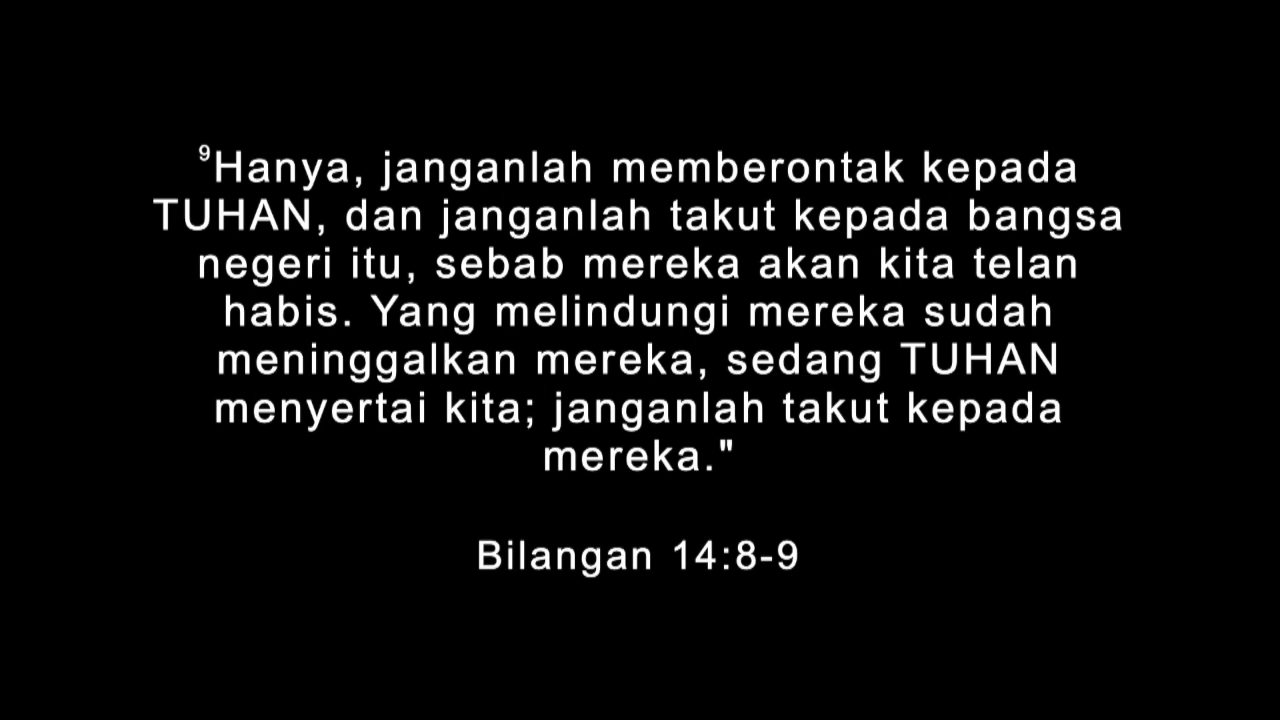 ⁹Hanya, janganlah memberontak kepada
TUHAN, dan janganlah takut kepada bangsa
negeri itu, sebab mereka akan kita telan
habis. Yang melindungi mereka sudah
meninggalkan mereka, sedang TUHAN
menyertai kita; janganlah takut kepada
mereka."
Bilangan 14:8-9